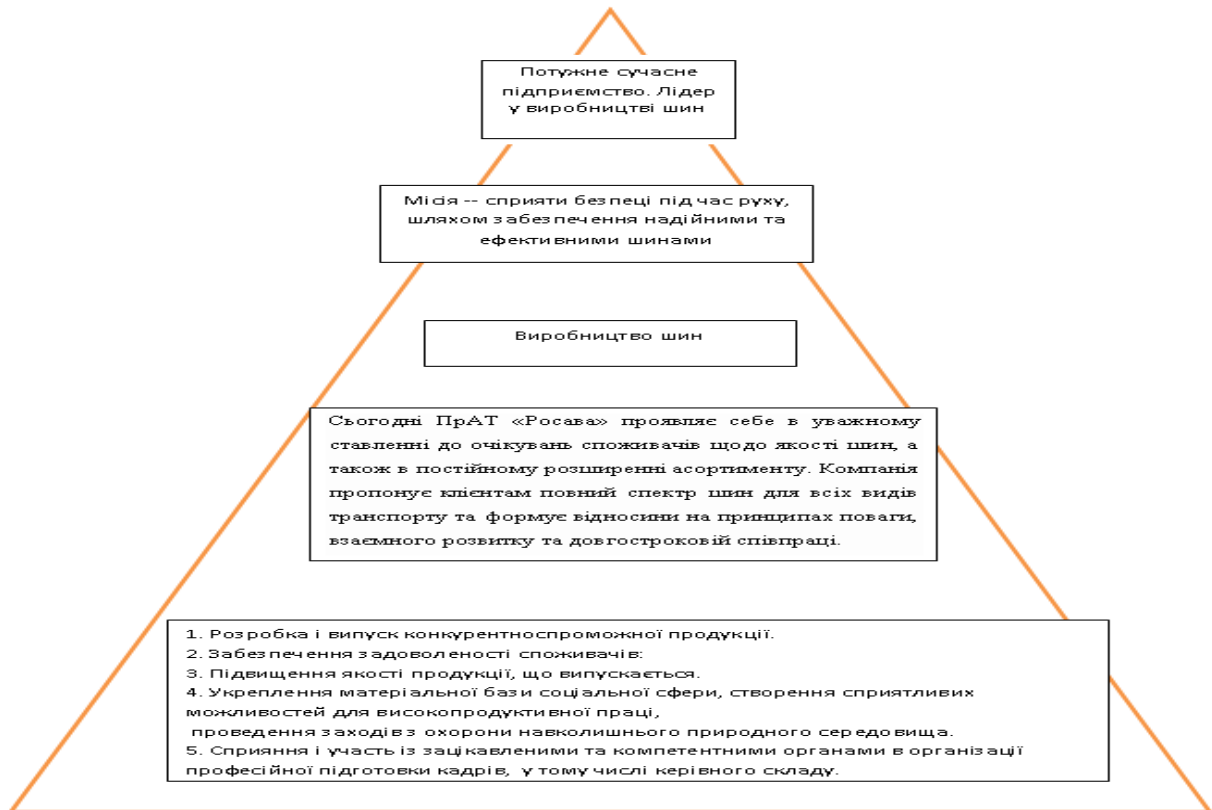 Потужне сучасне
підприємство. Лідер
у виробництві шин
Місія -- сприяти безпеці під час руху,
шляхом забезпечення надійними та
ефективними шинами
Виробництво шин
Сьогодні ПрАТ «Росава» проявляє себе в уважному
ставленні до очікувань споживачів щодо якості шин, а
також в постійному розширенні асортименту. Компанія
пропонує клієнтам повний спектр шин для всіх видів
транспорту та формує відносини на принципах поваги,
взаємного розвитку та довгостроковій співпраці.
1. Розробка і випуск конкурентноспроможної продукції.
2. Забезпечення задоволеності споживачів:
3. Підвищення якості продукції, що випускається.
4. Укреплення матеріальної бази соціальної сфери, створення сприятливих
можливостей для високопродуктивної праці,
проведення заходів з охорони навколишнього природного середовища.
5. Сприяння і участь із зацікавленими та компетентними органами в організації
професійної підготовки кадрів, у тому числі керівного складу.